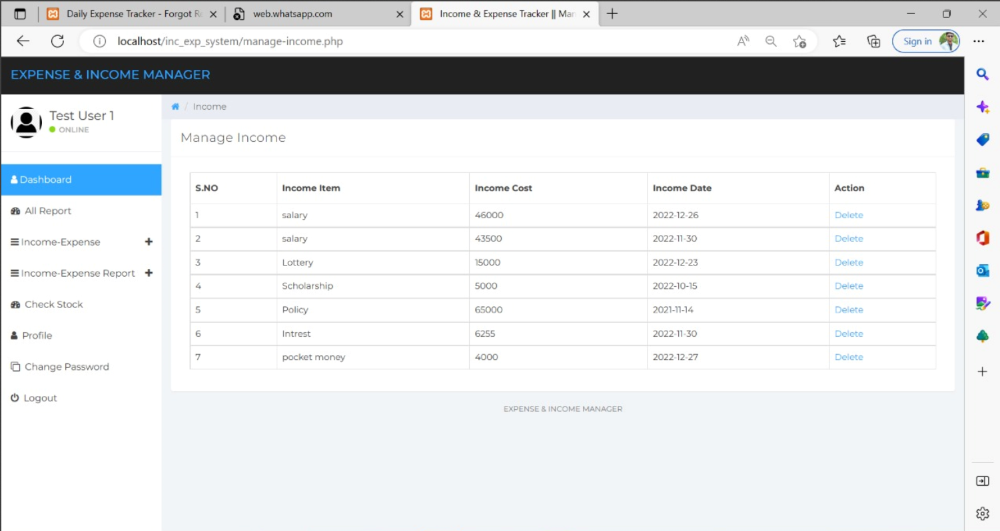 Daily Expense Tracker - Forgot Re
web.whatsapp.com
Income & Expense Tracker || Man
localhost/inc_exp_system/manage-income.php
Sign in
EXPENSE & INCOME MANAGER
Test User 1
ONLINE
Dashboard
All Report
Income-Expense
Income-Expense Report
Check Stock
Profile
Change Password
Logout
/ Income
Manage Income
S.NO Income Item Income Cost Income Date Action
1 salary 46000 2022-12-26 Delete
2 salary 43500 2022-11-30 Delete
3 Lottery 15000 2022-12-23 Delete
4 Scholarship 5000 2022-10-15 Delete
5 Policy 65000 2021-11-14 Delete
6 Intrest 6255 2022-11-30 Delete
7 pocket money 4000 2022-12-27 Delete
EXPENSE & INCOME MANAGER